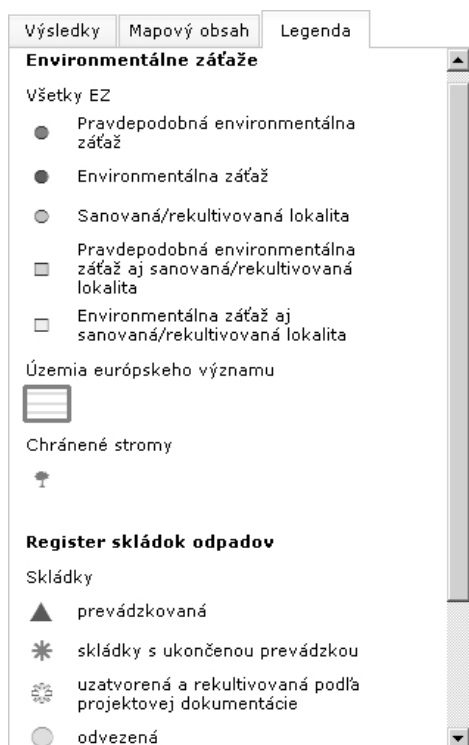 Výsledky Mapový obsah Legenda
Environmentálne záťaže
Všetky EZ
Pravdepodobná environmentálna
záťaž
Environmentálna záťaž
Sanovaná/rekultivovaná lokalita
Pravdepodobná environmentálna
záťaž aj sanovaná/rekultivovaná
lokalita
Environmentálna záťaž aj
sanovaná/rekultivovaná lokalita
Územia európskeho významu
Chránené stromy
Register skládok odpadov
Skládky
prevádzkovaná
skládky s ukončenou prevádzkou
uzatvorená a rekultivovaná podľa
projektovej dokumentácie
odvezená